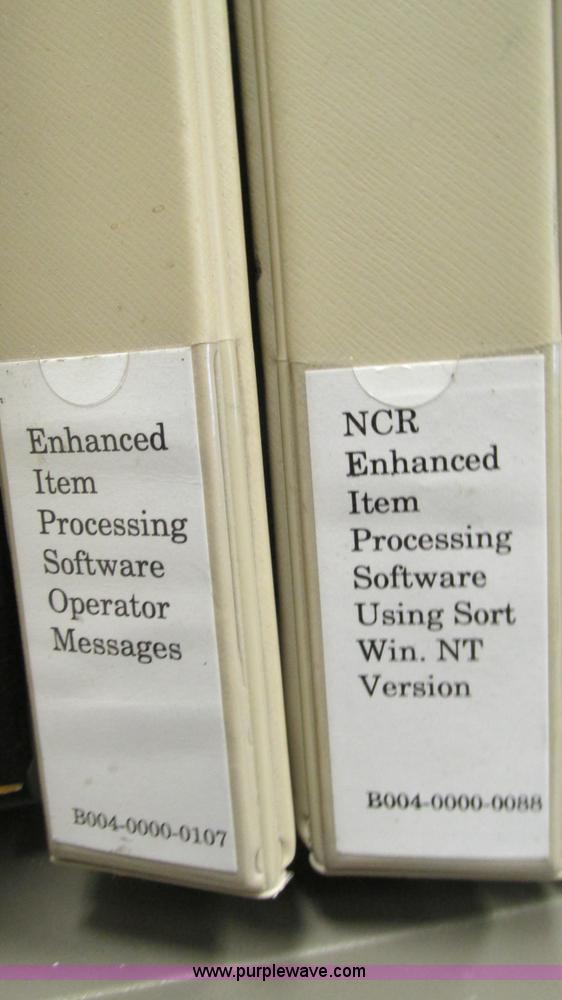 Enhanced
Item
Processing
Software
Operator
Messages
B004-0000-0107
NCR
Enhanced
Item
Processing
Software
Using Sort
Win. NT
Version
B004-0000-0088
www.purplewave.com